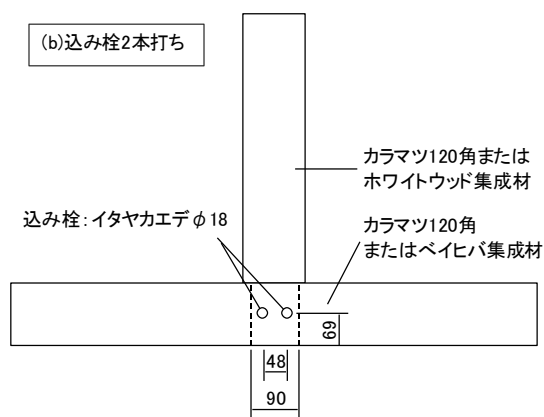 (b)込み栓2本打ち
カラマツ120角または
ホワイトウッド集成材
込み栓：イタヤカエデφ18
カラマツ120角
またはベイヒバ集成材
69
48
90